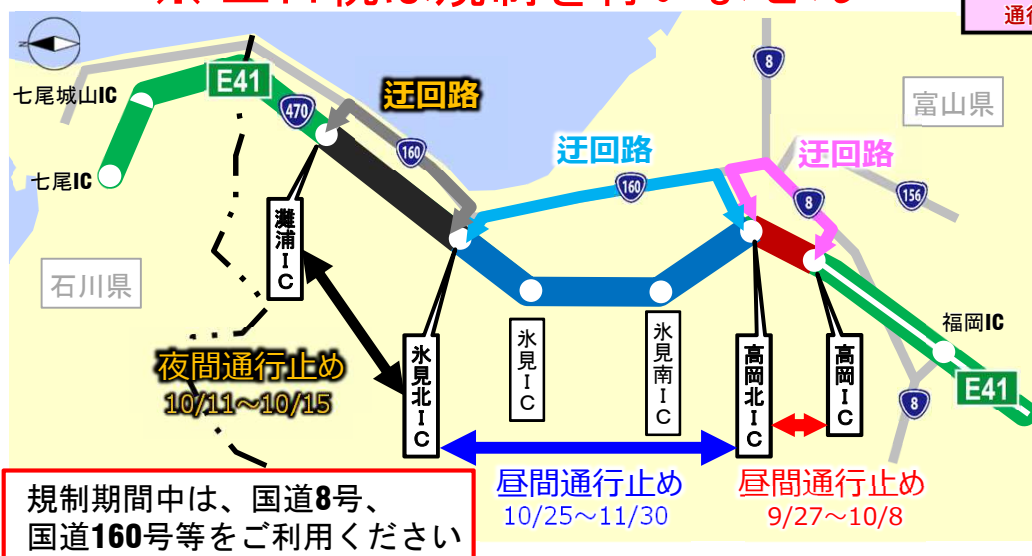 通行
N
8
E41
七尾城山IC
迂回路
富山県
470
160
迂回路
迂回路
七尾IC
160
8
156
灘浦IC
石川県
福岡IC
氷見北IC
氷見IC
氷見南IC
高岡北IC
高岡IC
夜間通行止め
10/11～10/15
E41
8
昼間通行止め
10/25～11/30
昼間通行止め
9/27～10/8
規制期間中は、国道8号、
国道160号等をご利用ください